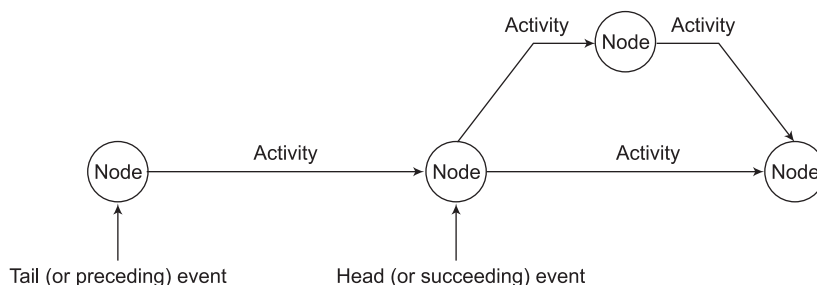 Activity
Activity
Node
Activity
Activity
Node
Node
Node
Tail (or preceding) event
Head (or succeeding) event